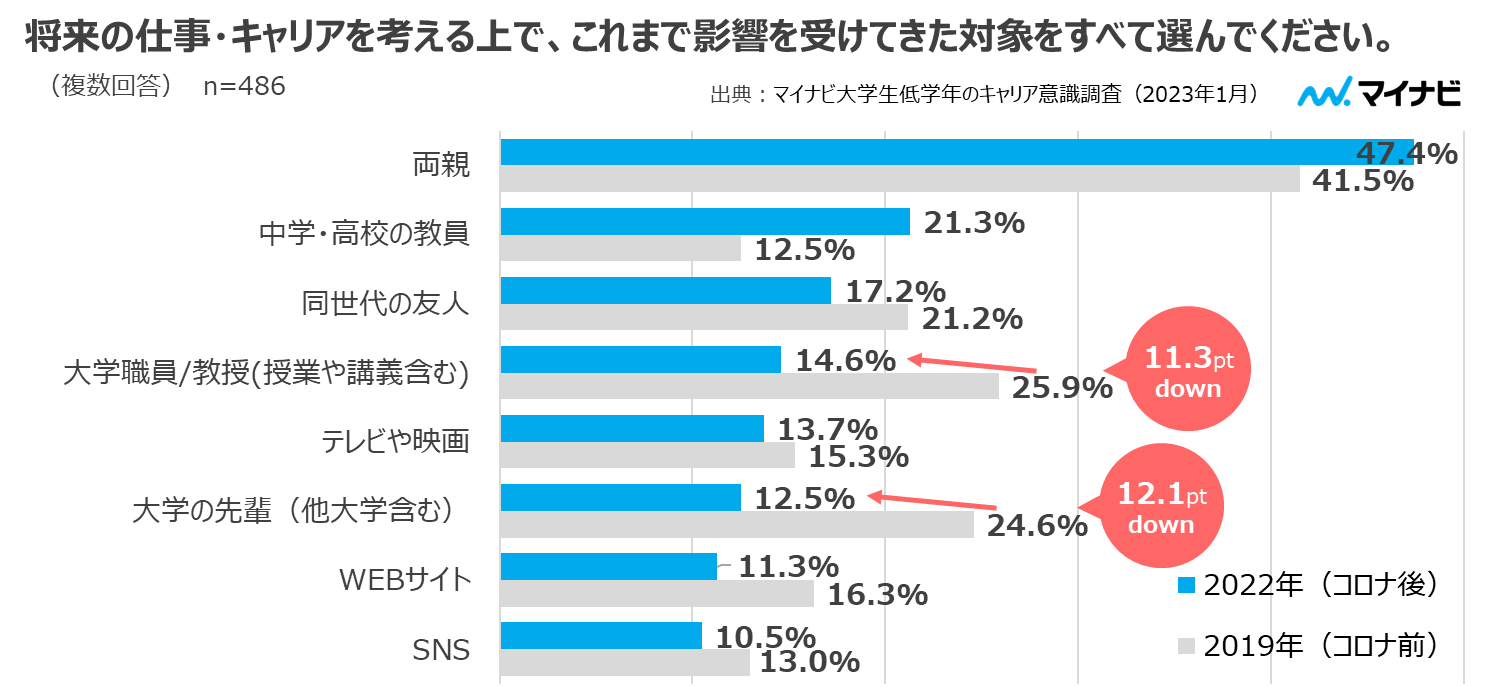 将来の仕事・キャリアを考える上で、これまで影響を受けてきた対象をすべて選んでください。
（複数回答） n=486
出典：マイナビ大学生低学年のキャリア意識調査（2023年1月）
マイナビ
両親
47.4%
41.5%
中学・高校の教員
21.3%
12.5%
同世代の友人
17.2%
21.2%
大学職員/教授(授業や講義含む)
14.6%
25.9%
11.3pt
down
テレビや映画
13.7%
15.3%
大学の先輩（他大学含む）
12.5%
24.6%
12.1pt
down
WEBサイト
11.3%
16.3%
SNS
10.5%
13.0%
2022年（コロナ後）
2019年（コロナ前）